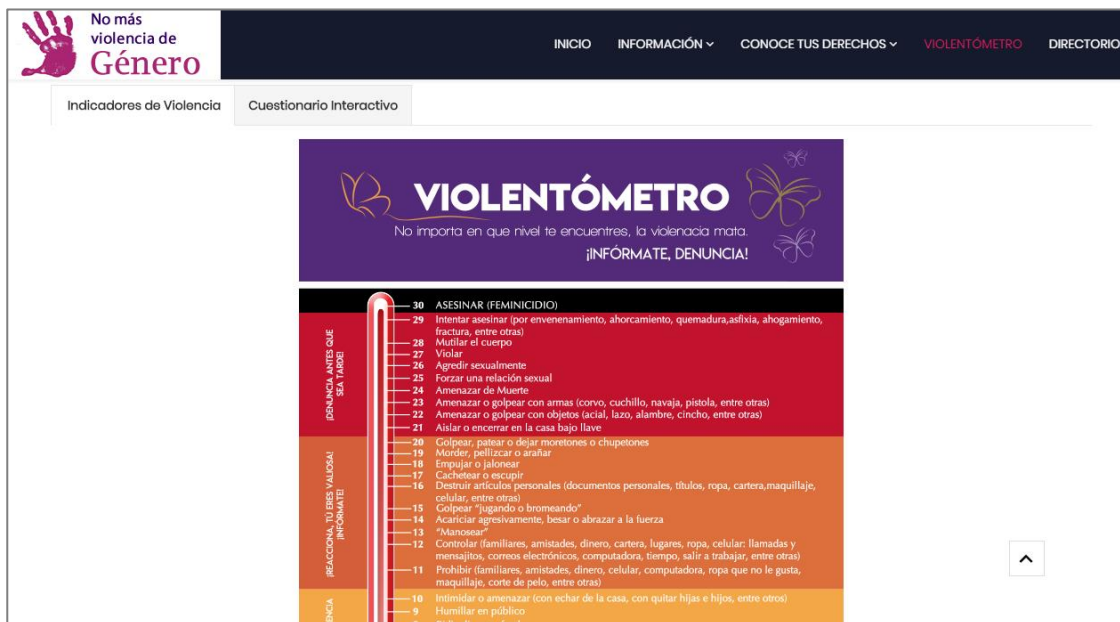 No más
violencia de
Género
INICIO INFORMACIÓN CONOCE TUS DERECHOS VIOLENTÓMETRO DIRECTORIO
Indicadores de Violencia Cuestionario Interactivo
VIOLENTÓMETRO
No importa en que nivel te encuentres, la violenacia mata.
¡INFÓRMATE, DENUNCIA!
¡DENUNCIA ANTES QUE
SEA TARDE!
30 ASESINAR (FEMINICIDIO)
29 Intentar asesinar (por envenenamiento, ahorcamiento, quemadura,asfixia, ahogamiento,
fractura, entre otras)
28 Mutilar el cuerpo
27 Violar
26 Agredir sexualmente
25 Forzar una relación sexual
24 Amenazar de Muerte
23 Amenazar o golpear con armas (corvo, cuchillo, navaja, pistola, entre otras)
22 Amenazar o golpear con objetos (acial, lazo, alambre, cincho, entre otras)
21 Aislar o encerrar en la casa bajo llave
¡REACCIONA, TÚ ERES VALIOSA!
¡INFÓRMATE!
20 Golpear, patear o dejar moretones o chupetones
19 Morder, pellizcar o arañar
18 Empujar o jalonear
17 Cachetear o escupir
16 Destruir artículos personales (documentos personales, títulos, ropa, cartera,maquillaje,
celular, entre otras)
15 Golpear “jugando o bromeando”
14 Acariciar agresivamente, besar o abrazar a la fuerza
13 “Manosear”
12 Controlar (familiares, amistades, dinero, cartera, lugares, ropa, celular: llamadas y
mensajitos, correos electrónicos, computadora, tiempo, salir a trabajar, entre otras)
11 Prohibir (familiares, amistades, dinero, celular, computadora, ropa que no le gusta,
maquillaje, corte de pelo, entre otras)
10 Intimidar o amenazar (con echar de la casa, con quitar hijas e hijos, entre otros)
9 Humillar en público